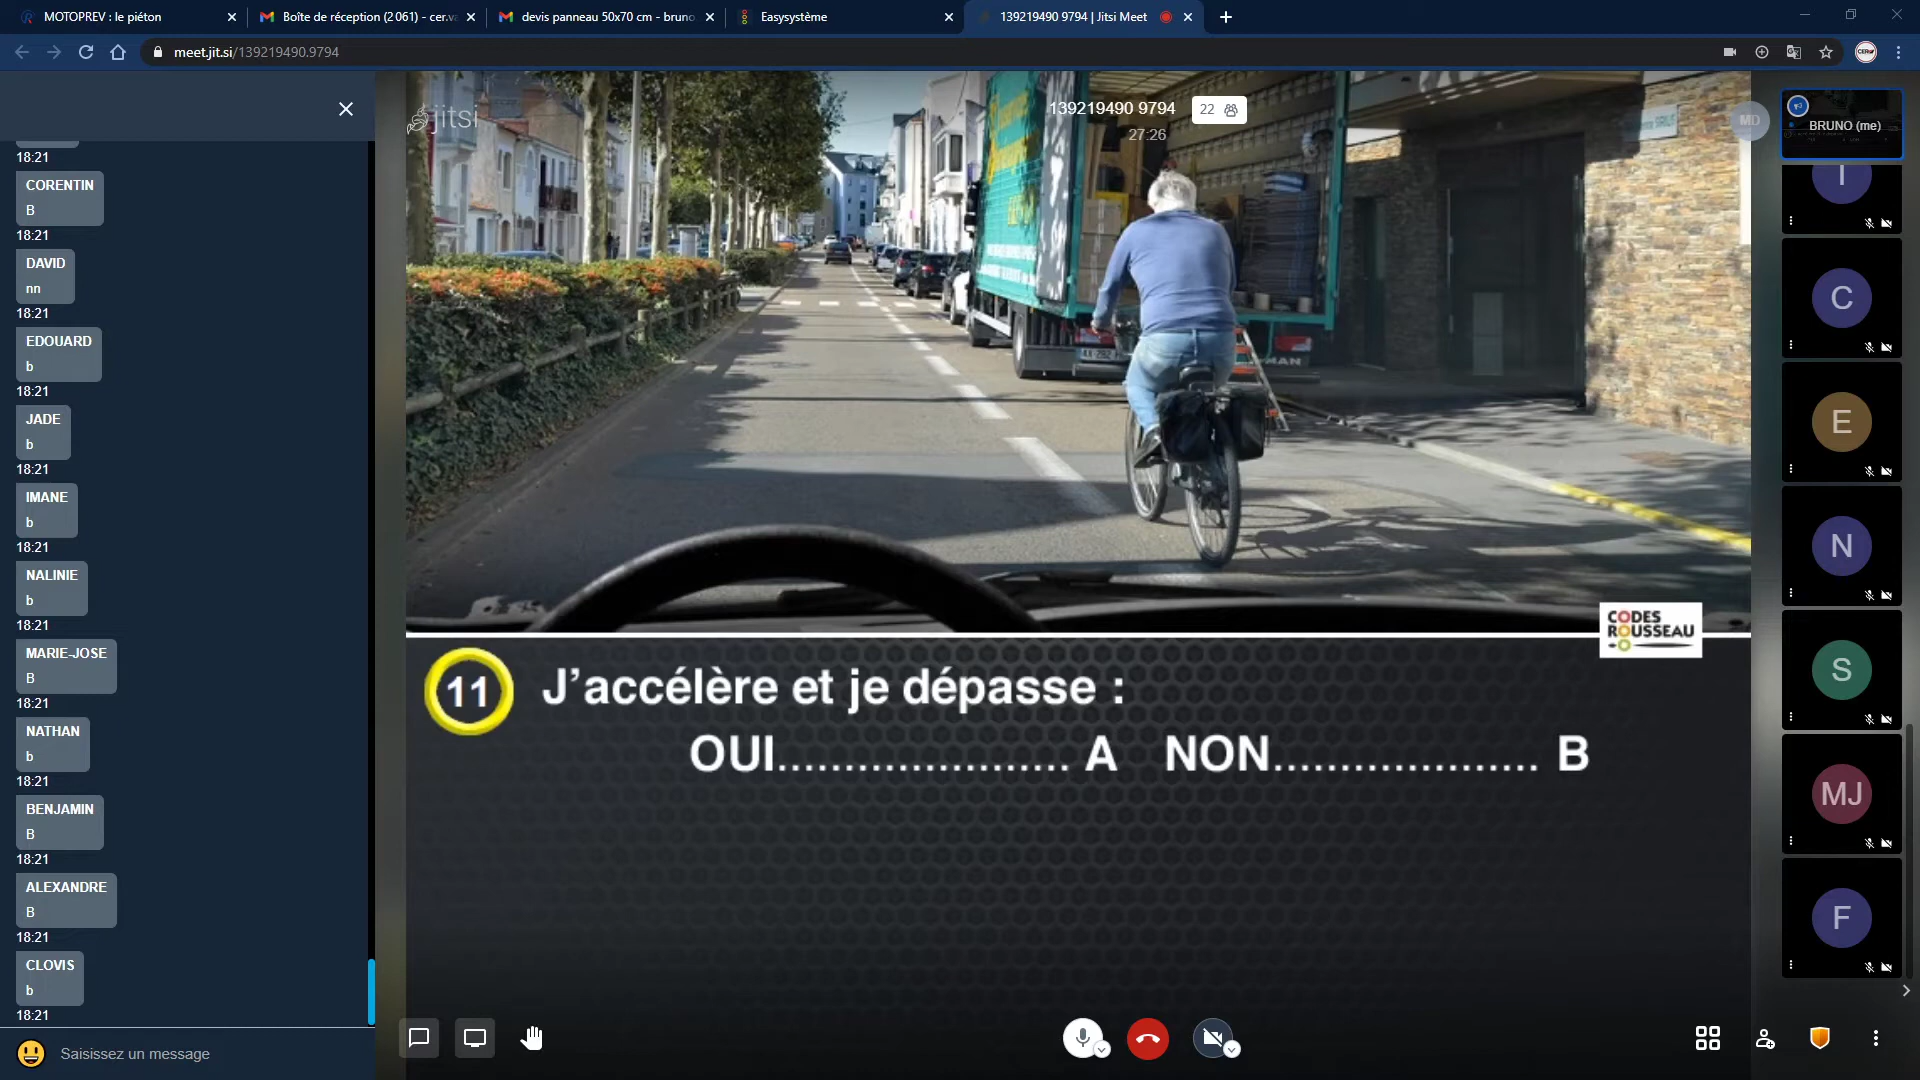 MOTOPREV : le piéton
Boîte de réception (2 061) - cer.va
devis panneau 50x70 cm - bruno.
Easysystème
139219490 9794 | Jitsi Meet
meet.jit.si/139219490.9794
18:21
CORENTIN
B
18:21
DAVID
nn
18:21
EDOUARD
b
18:21
JADE
b
18:21
IMANE
b
18:21
NALINIE
b
18:21
MARIE-JOSE
B
18:21
NATHAN
b
18:21
BENJAMIN
B
18:21
ALEXANDRE
B
18:21
CLOVIS
b
18:21
Saisissez un message
jitsi
139219490 9794
22
27:26
MD
MAN
CODES
ROUSSEAU
11 J’accélère et je dépasse :
OUI...................... A NON.................... B
BRUNO (me)
I
C
E
N
S
MJ
F